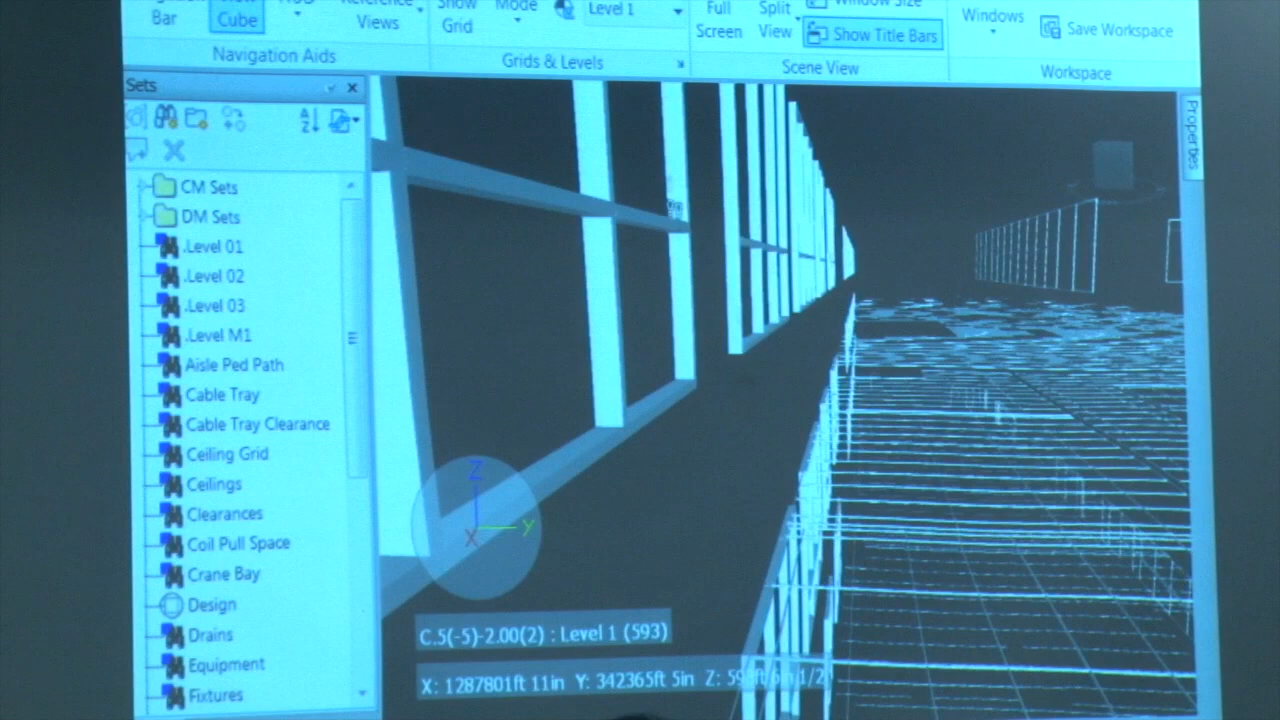 Bar
Cube
Reference
Views
Navigation Aids
Show
Grid
Mode
Level 1
Grids & Levels
Full
Screen
Split
View
Window Size
Show Title Bars
Scene View
Windows
Save Workspace
Workspace
Sets
Properties
CM Sets
DM Sets
.Level 01
.Level 02
.Level 03
.Level M1
Aisle Ped Path
Cable Tray
Cable Tray Clearance
Ceiling Grid
Ceilings
Clearances
Coil Pull Space
Crane Bay
Design
Drains
Equipment
Fixtures
Z
X
Y
C.5(-5)-2.00(2) : Level 1 (593)
X: 1287801ft 11in Y: 342365ft 5in Z: